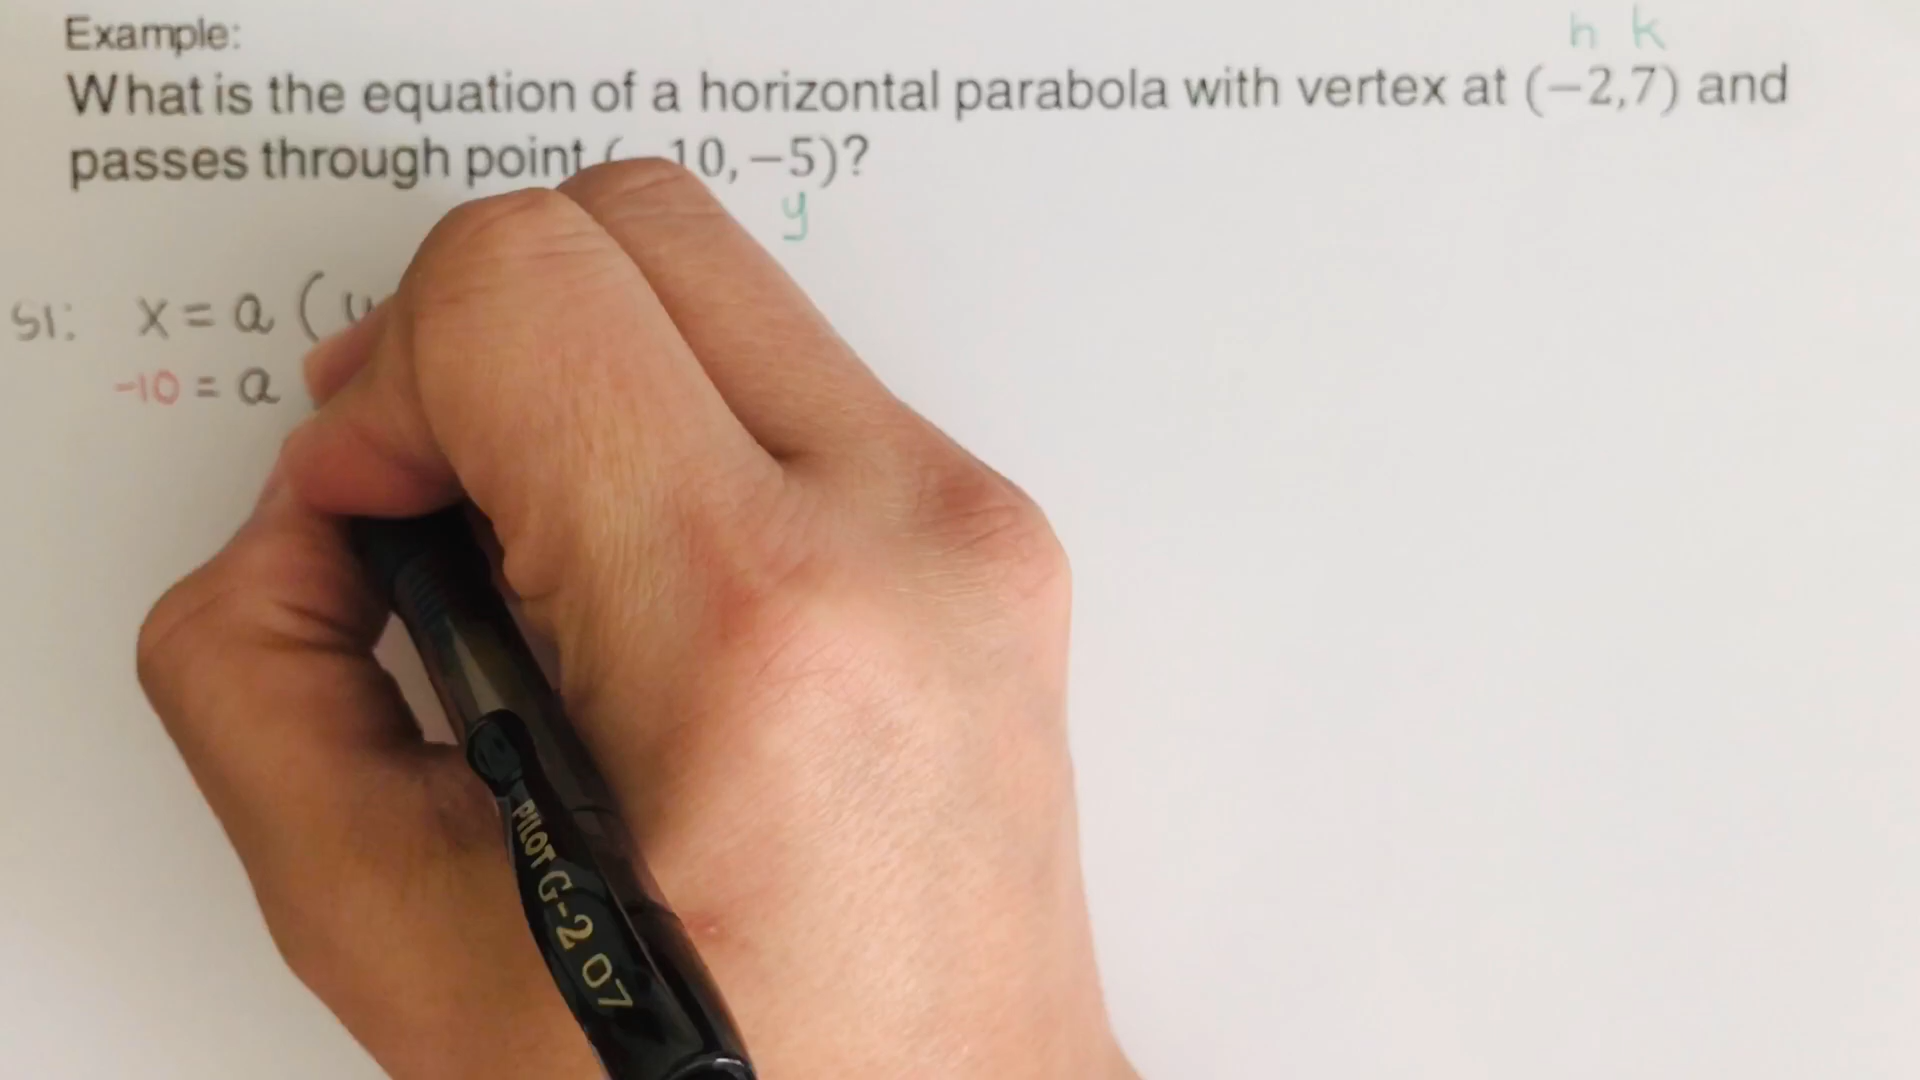 Example:
h k
What is the equation of a horizontal parabola with vertex at (−2,7) and
passes through point ( 10, −5)?
y
S1: x = a (y
-10 = a
PILOT G-2 07